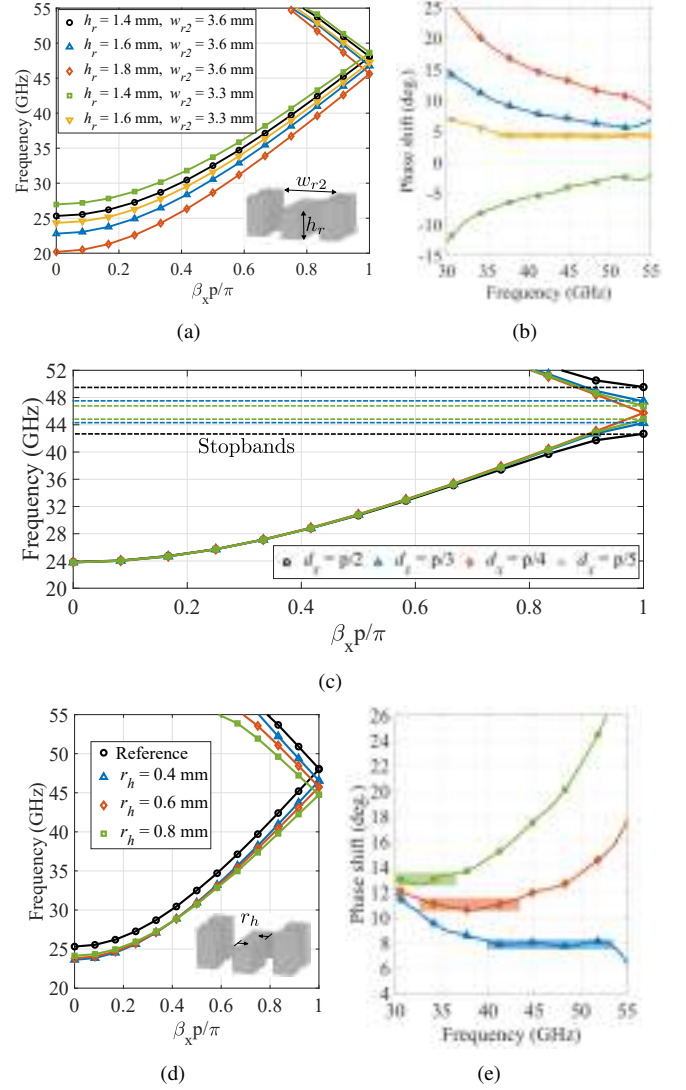 55
50
45
40
35
30
25
20
Frequency (GHz)
h_r = 1.4 mm, w_r2 = 3.6 mm
h_r = 1.6 mm, w_r2 = 3.6 mm
h_r = 1.8 mm, w_r2 = 3.6 mm
h_r = 1.4 mm, w_r2 = 3.3 mm
h_r = 1.6 mm, w_r2 = 3.3 mm
w_r2
h_r
0 0.2 0.4 0.6 0.8 1
β_x p/π
(a)
25
20
15
10
5
0
-5
-10
-15
Phase shift (deg.)
30 35 40 45 50 55
Frequency (GHz)
(b)
52
48
44
40
36
32
28
24
20
Frequency (GHz)
Stopbands
d_x = p/2 d_x = p/3 d_x = p/4 d_x = p/5
0 0.2 0.4 0.6 0.8 1
β_x p/π
(c)
55
50
45
40
35
30
25
20
Frequency (GHz)
Reference
r_h = 0.4 mm
r_h = 0.6 mm
r_h = 0.8 mm
r_h
0 0.2 0.4 0.6 0.8 1
β_x p/π
(d)
26
24
22
20
18
16
14
12
10
8
6
4
Phase shift (deg.)
30 35 40 45 50 55
Frequency (GHz)
(e)